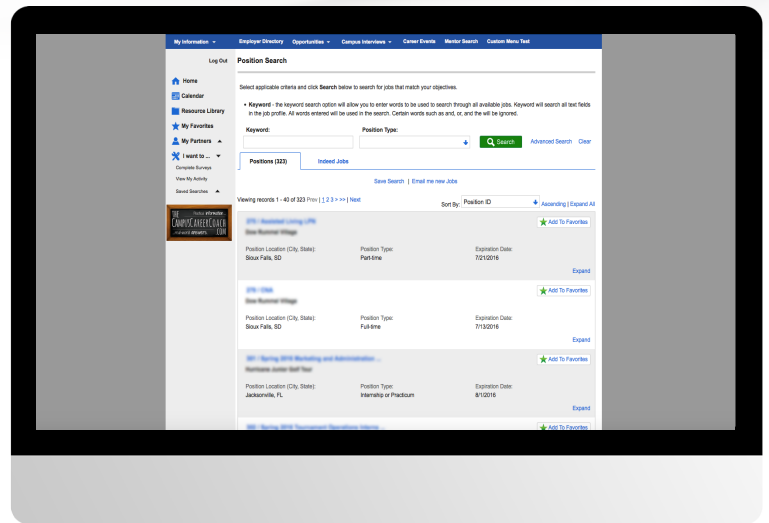 My Information Employer Directory Opportunities Campus Interviews Career Events Mentor Search Custom Menu Test
Log Out
Home
Calendar
Resource Library
My Favorites
My Partners
I want to ...
Complete Surveys
View My Activity
Saved Searches
THE
CAMPUSCAREERCOACH
.COM
Position Search
Select applicable criteria and click Search below to search for jobs that match your objectives.
• Keyword - the keyword search option will allow you to enter words to be used to search through all available jobs. Keyword will search all text fields
in the job profile. All words entered will be used in the search. Certain words such as and, or, and the will be ignored.
Keyword: Position Type:
Search Advanced Search Clear
Positions (323) Indeed Jobs
Save Search | Email me new Jobs
Viewing records 1 - 40 of 323 Prev | 1 2 3 > >> | Next Sort By: Position ID Ascending | Expand All
Add To Favorites
Position Location (City, State): Position Type: Expiration Date:
Sioux Falls, SD Part-time 7/21/2016
Expand
Add To Favorites
Position Location (City, State): Position Type: Expiration Date:
Sioux Falls, SD Full-time 7/13/2016
Expand
Add To Favorites
Position Location (City, State): Position Type: Expiration Date:
Jacksonville, FL Internship or Practicum 8/1/2016
Expand
Add To Favorites